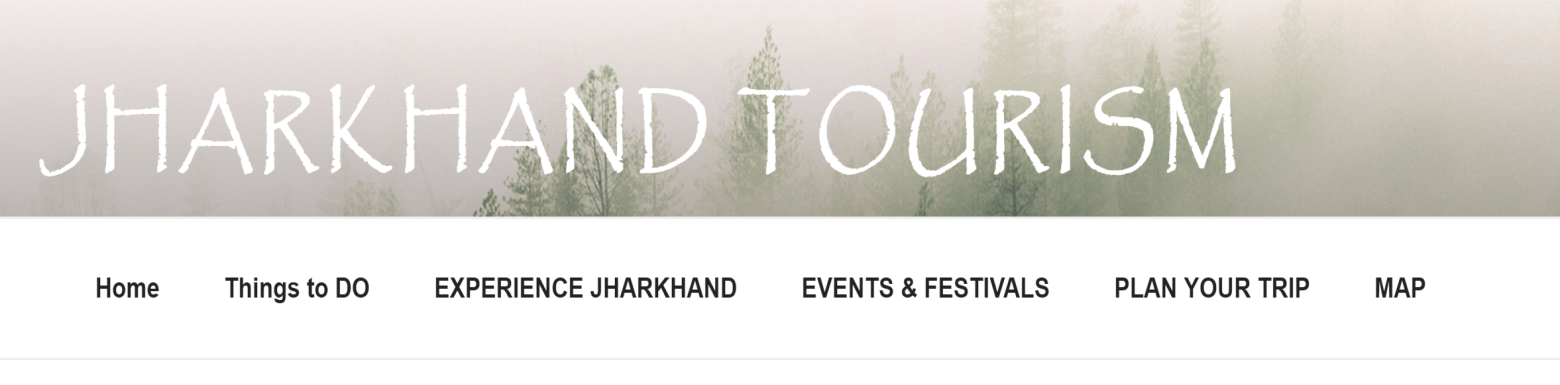 JHARKHAND TOURISM
Home Things to DO EXPERIENCE JHARKHAND EVENTS & FESTIVALS PLAN YOUR TRIP MAP